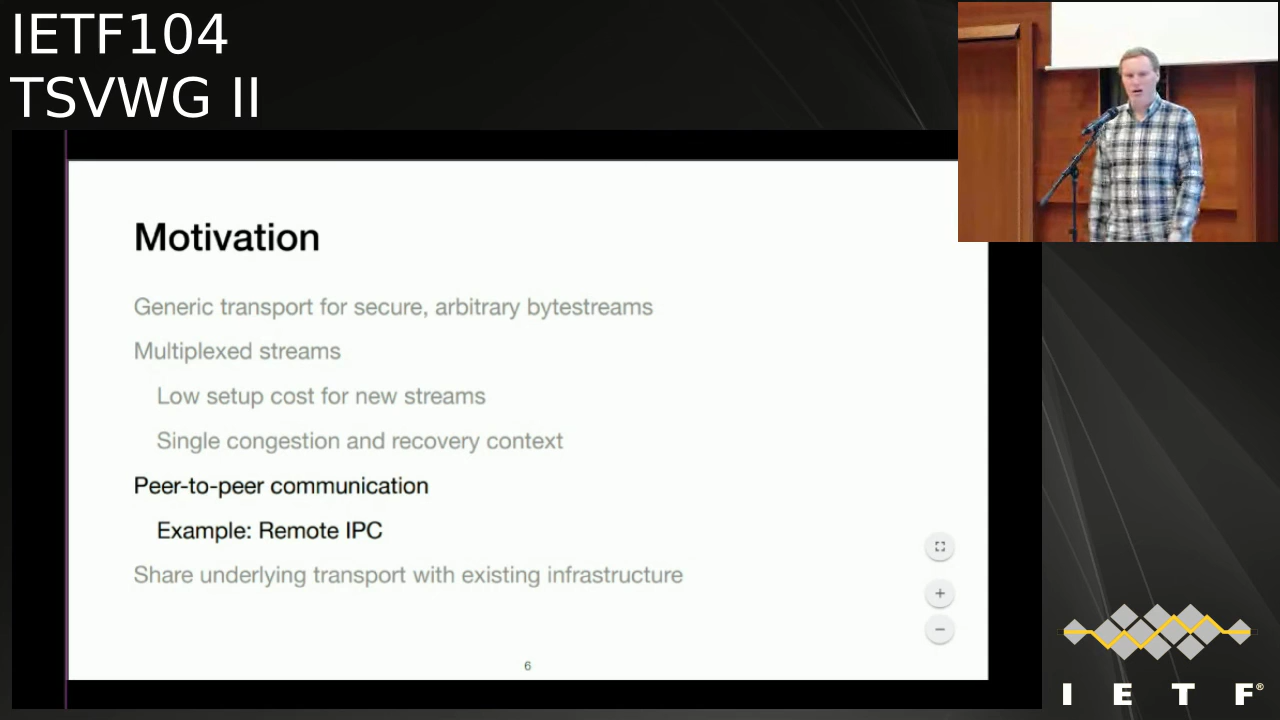 IETF104
TSVWG II
Motivation
Generic transport for secure, arbitrary bytestreams
Multiplexed streams
Low setup cost for new streams
Single congestion and recovery context
Peer-to-peer communication
Example: Remote IPC
Share underlying transport with existing infrastructure
6
I E T F®